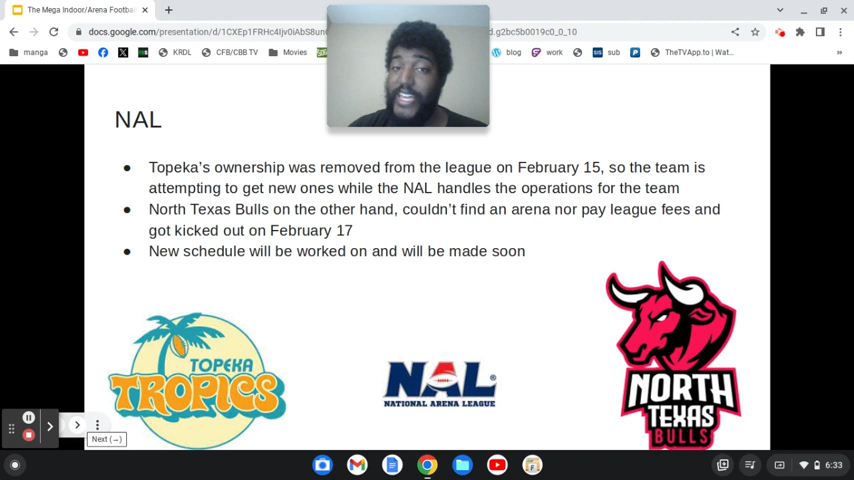 The Mega Indoor/Arena Footbal
docs.google.com/presentation/d/1CXEp1FRHc4Ijv0iAbS8un
d.g2bc5b0019c0_0_10
manga
KRDL
CFB/CBB TV
Movies
blog
work
sub
TheTVApp.to | Wat...
NAL
Topeka's ownership was removed from the league on February 15, so the team is
attempting to get new ones while the NAL handles the operations for the team
North Texas Bulls on the other hand, couldn't find an arena nor pay league fees and
got kicked out on February 17
New schedule will be worked on and will be made soon
TOPEKA
TROPICS
NAL
NATIONAL ARENA LEAGUE
NORTH
TEXAS
BULLS
Next (→)
6:33